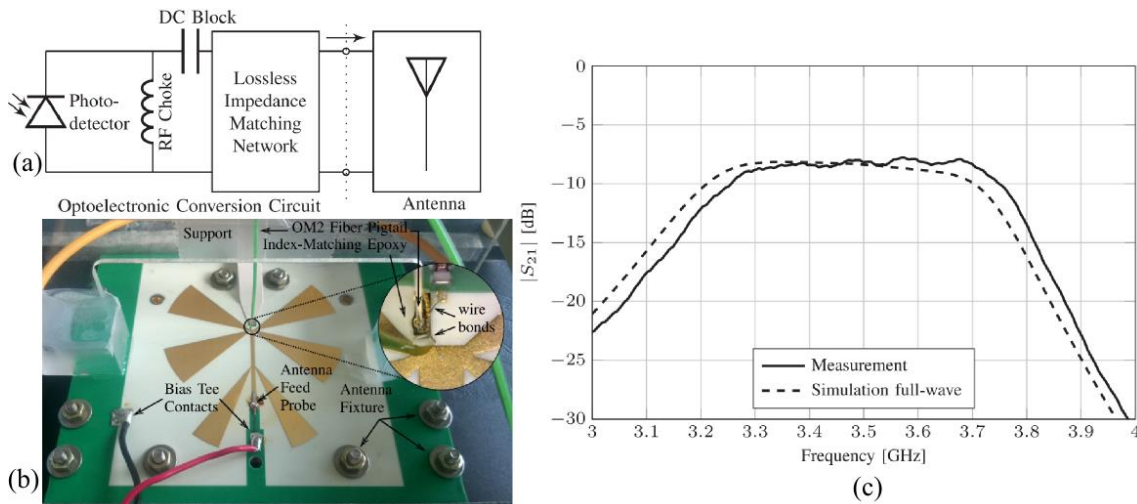 DC Block
Photo-
detector
RF Choke
Lossless
Impedance
Matching
Network
(a)
Optoelectronic Conversion Circuit
Antenna
Support
OM2 Fiber Pigtail
Index-Matching Epoxy
wire
bonds
Bias Tee
Contacts
Antenna
Feed
Probe
Antenna
Fixture
(b)
|S21| [dB]
0
−5
−10
−15
−20
−25
−30
Measurement
Simulation full-wave
3
3.1
3.2
3.3
3.4
3.5
3.6
3.7
3.8
3.9
4
Frequency [GHz]
(c)